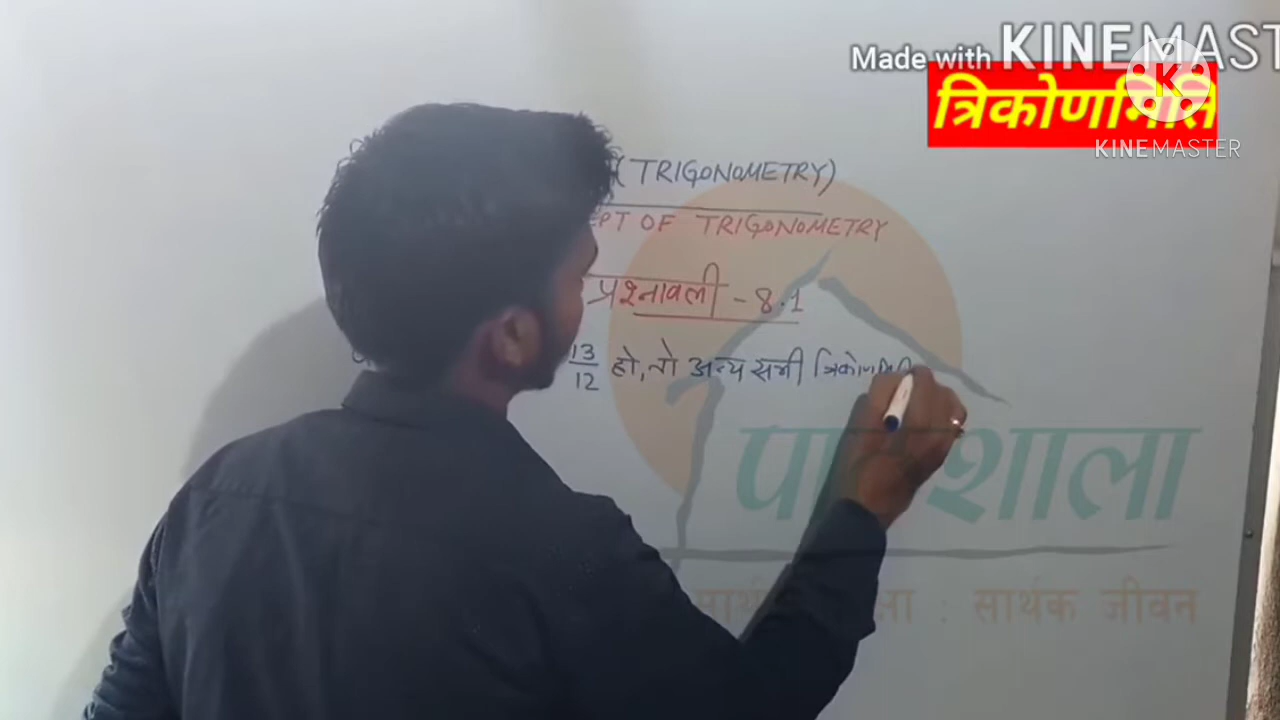 Made with KINEMAST
त्रिकोणमिति
KINEMASTER
(TRIGONOMETRY)
EPT OF TRIGONOMETRY
प्रश्नावली - 8.1
13/12 हो, तो अन्य सभी
पाठशाला
: सार्थक जीवन